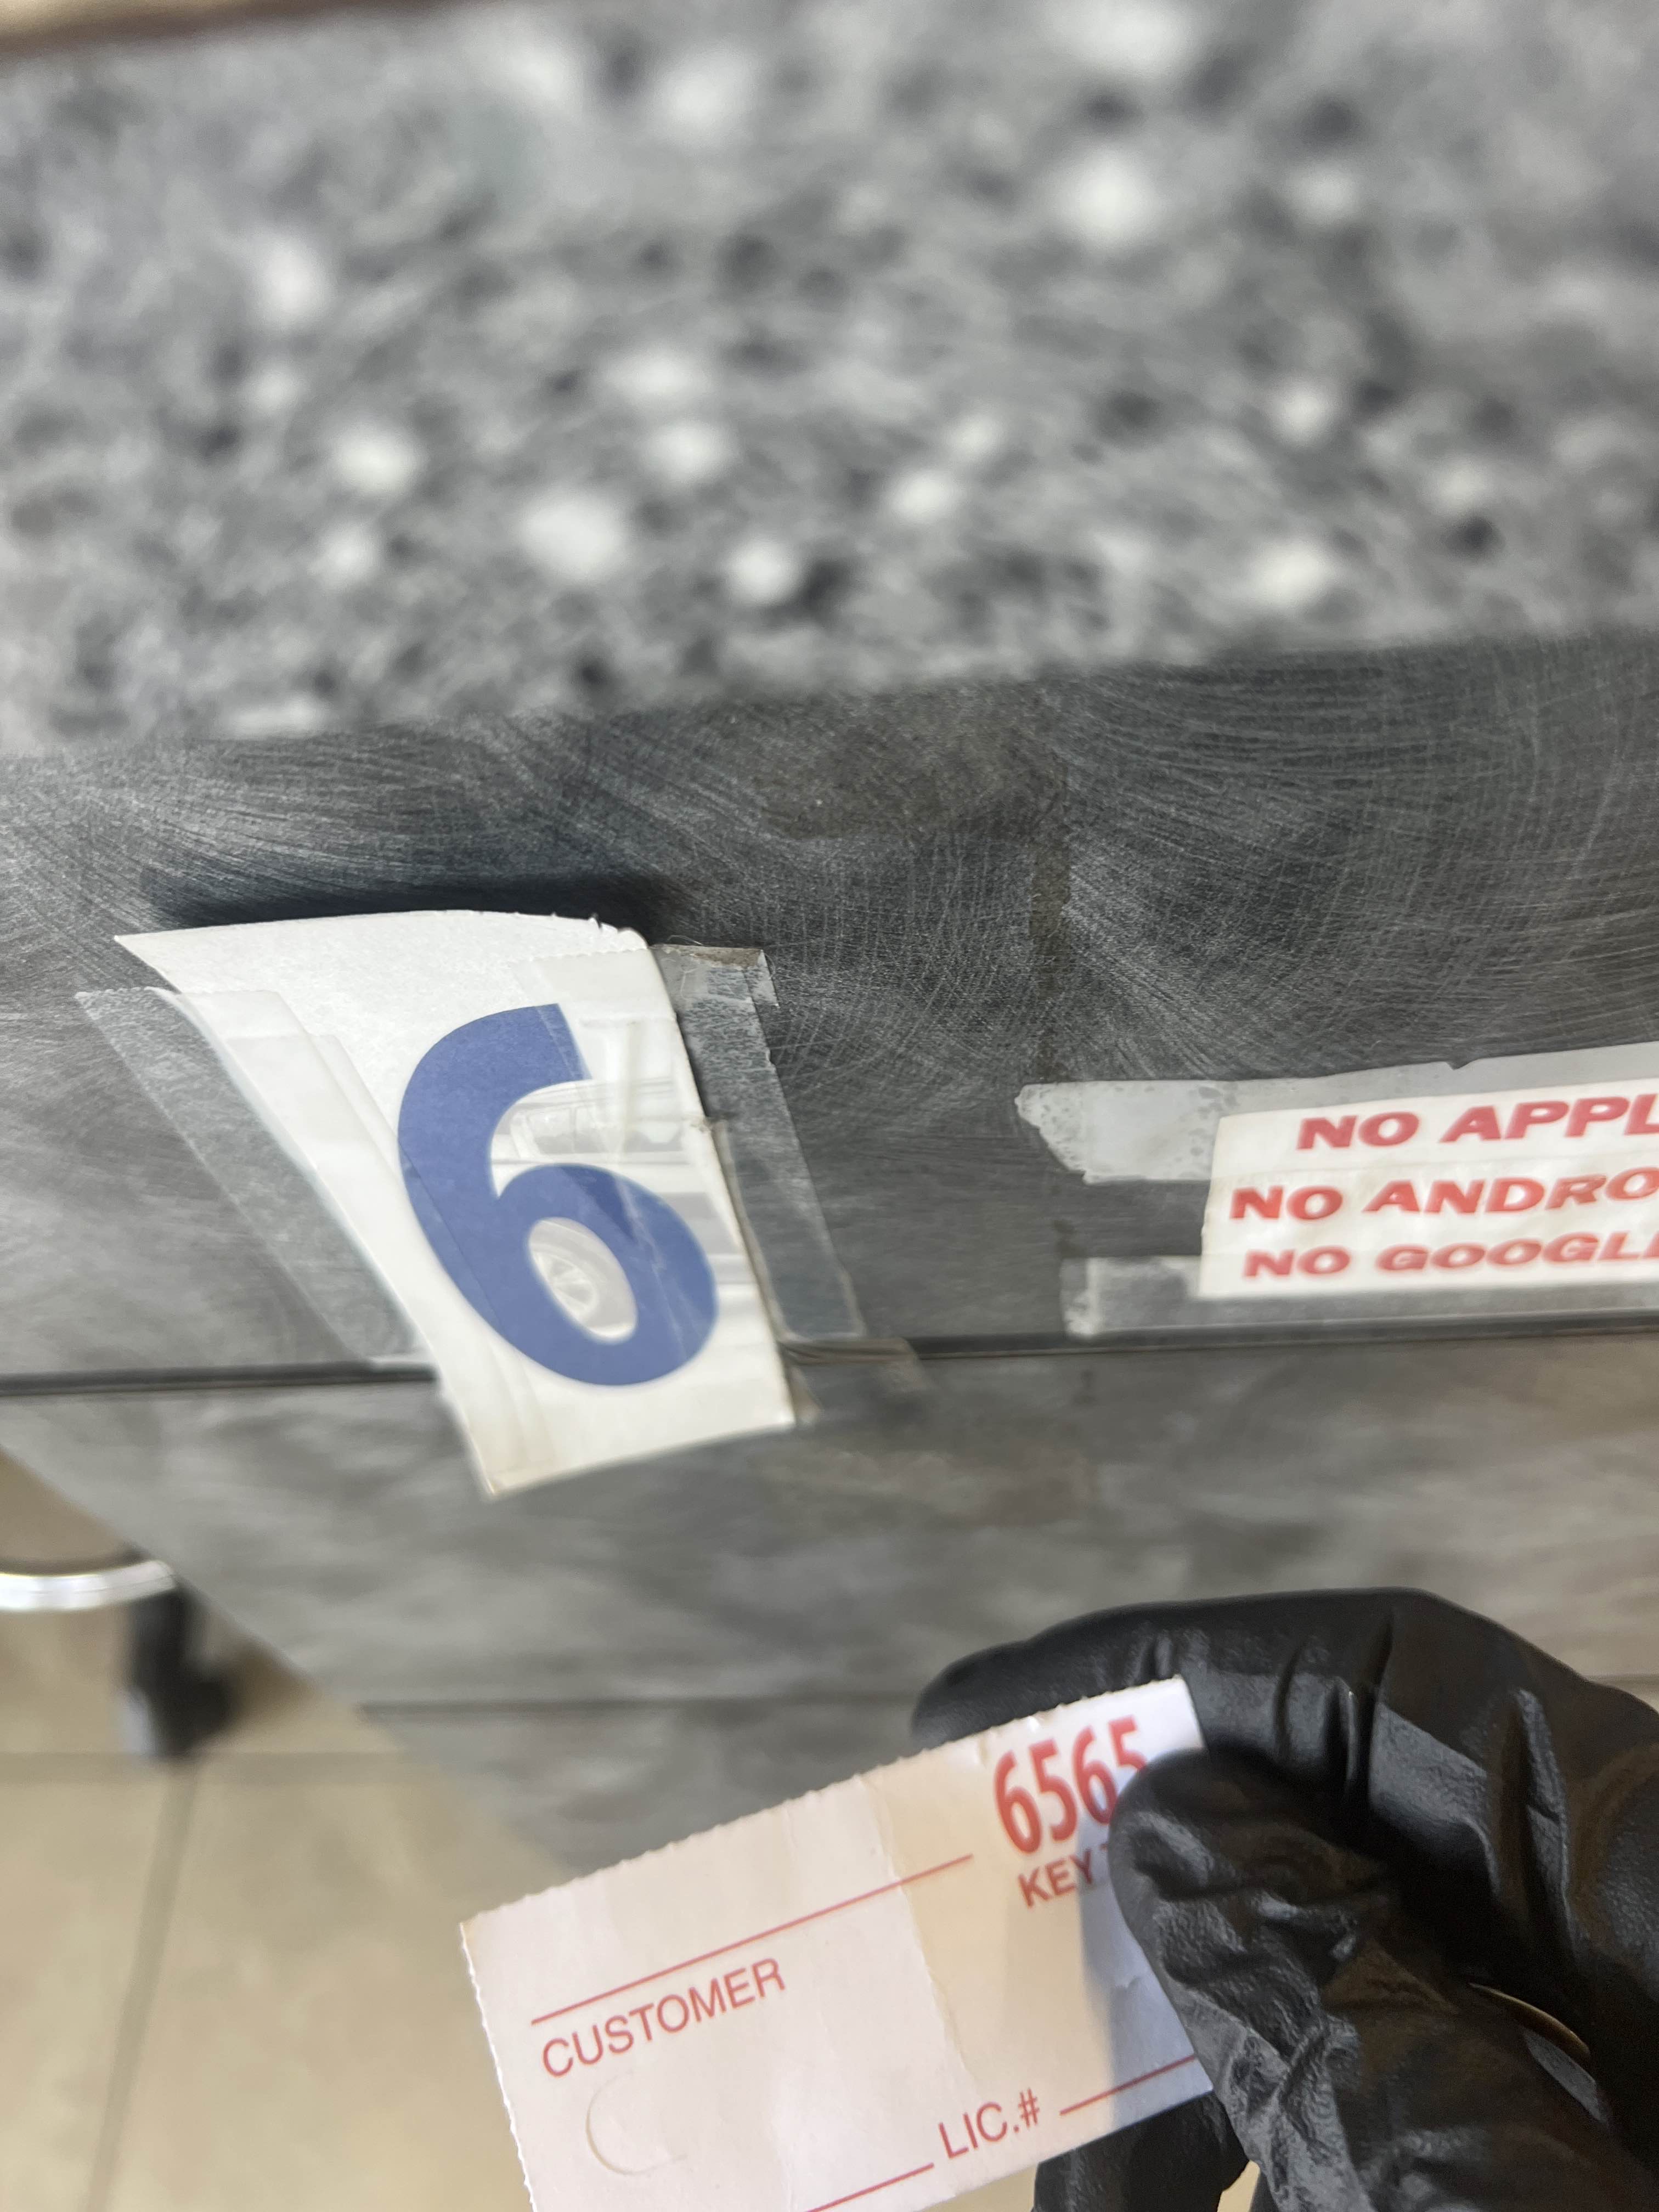 6
NO APPL
NO ANDRO
NO GOOGL
6565
KEY
CUSTOMER
LIC.#